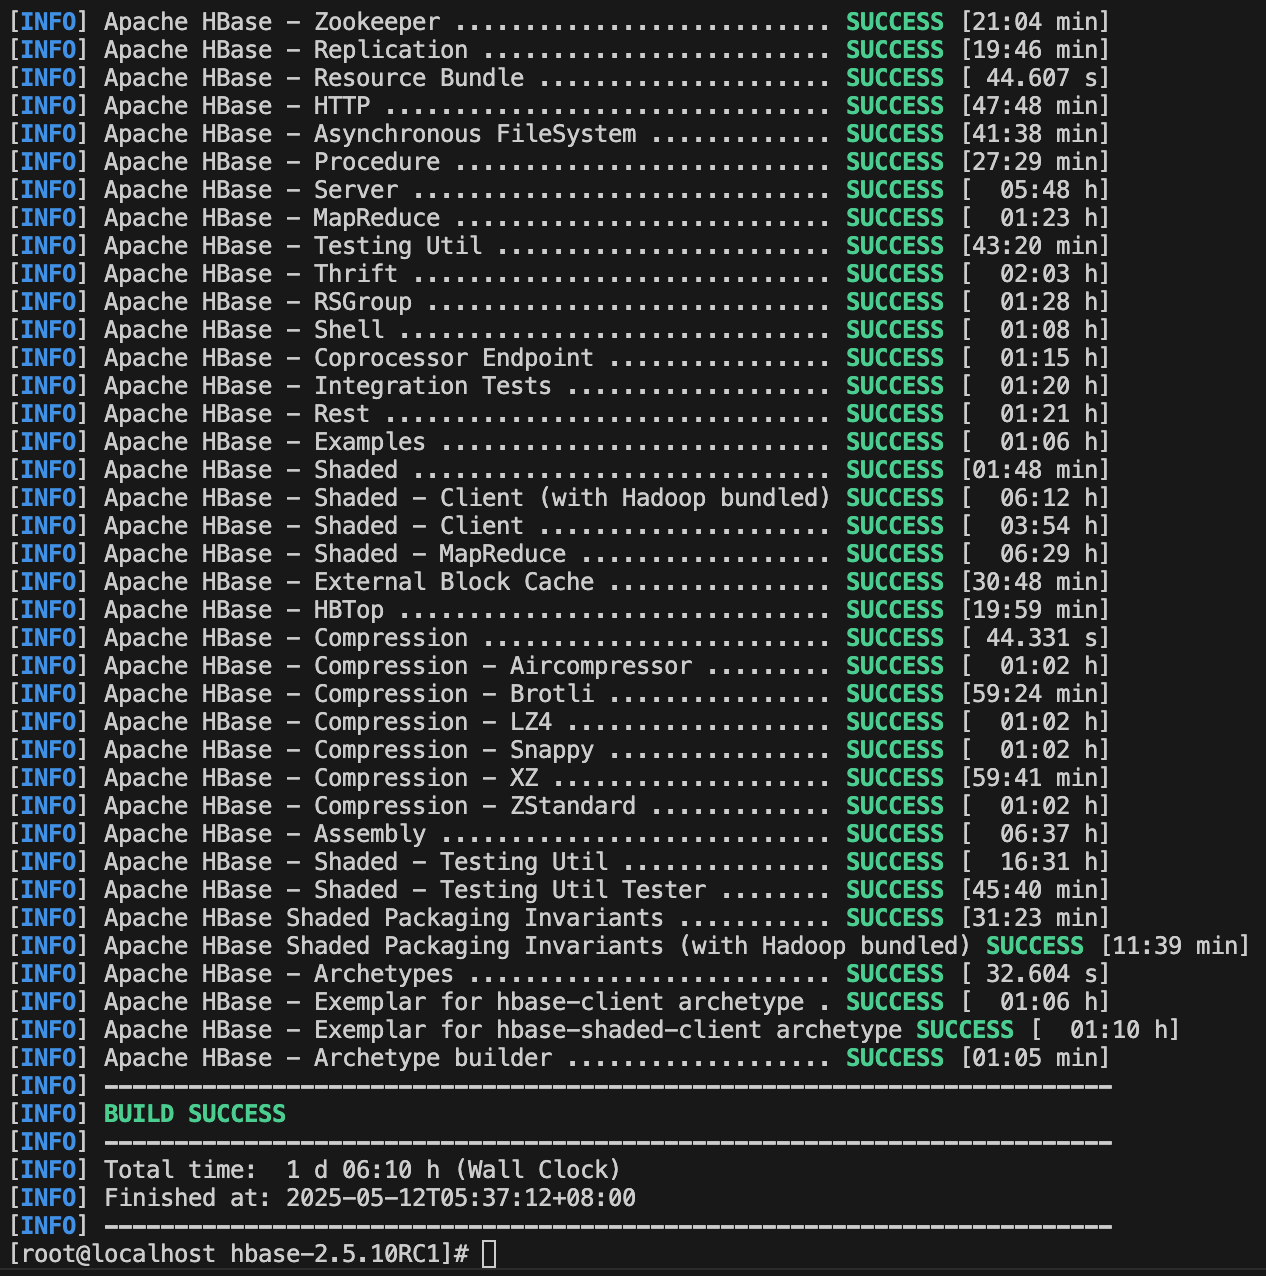 [INFO] Apache HBase - Zookeeper ........................... SUCCESS [21:04 min]
[INFO] Apache HBase - Replication ......................... SUCCESS [19:46 min]
[INFO] Apache HBase - Resource Bundle ..................... SUCCESS [ 44.607 s]
[INFO] Apache HBase - HTTP ................................ SUCCESS [47:48 min]
[INFO] Apache HBase - Asynchronous FileSystem ............. SUCCESS [41:38 min]
[INFO] Apache HBase - Procedure ........................... SUCCESS [27:29 min]
[INFO] Apache HBase - Server .............................. SUCCESS [  05:48 h]
[INFO] Apache HBase - MapReduce ........................... SUCCESS [  01:23 h]
[INFO] Apache HBase - Testing Util ........................ SUCCESS [43:20 min]
[INFO] Apache HBase - Thrift .............................. SUCCESS [  02:03 h]
[INFO] Apache HBase - RSGroup ............................. SUCCESS [  01:28 h]
[INFO] Apache HBase - Shell ............................... SUCCESS [  01:08 h]
[INFO] Apache HBase - Coprocessor Endpoint ................ SUCCESS [  01:15 h]
[INFO] Apache HBase - Integration Tests ................... SUCCESS [  01:20 h]
[INFO] Apache HBase - Rest ................................ SUCCESS [  01:21 h]
[INFO] Apache HBase - Examples ............................ SUCCESS [  01:06 h]
[INFO] Apache HBase - Shaded .............................. SUCCESS [01:48 min]
[INFO] Apache HBase - Shaded - Client (with Hadoop bundled) SUCCESS [  06:12 h]
[INFO] Apache HBase - Shaded - Client ..................... SUCCESS [  03:54 h]
[INFO] Apache HBase - Shaded - MapReduce .................. SUCCESS [  06:29 h]
[INFO] Apache HBase - External Block Cache ................ SUCCESS [30:48 min]
[INFO] Apache HBase - HBTop ............................... SUCCESS [19:59 min]
[INFO] Apache HBase - Compression ......................... SUCCESS [ 44.331 s]
[INFO] Apache HBase - Compression - Aircompressor ......... SUCCESS [  01:02 h]
[INFO] Apache HBase - Compression - Brotli ................ SUCCESS [59:24 min]
[INFO] Apache HBase - Compression - LZ4 ................... SUCCESS [  01:02 h]
[INFO] Apache HBase - Compression - Snappy ................ SUCCESS [  01:02 h]
[INFO] Apache HBase - Compression - XZ .................... SUCCESS [59:41 min]
[INFO] Apache HBase - Compression - ZStandard ............. SUCCESS [  01:02 h]
[INFO] Apache HBase - Assembly ............................ SUCCESS [  06:37 h]
[INFO] Apache HBase - Shaded - Testing Util ............... SUCCESS [  16:31 h]
[INFO] Apache HBase - Shaded - Testing Util Tester ........ SUCCESS [45:40 min]
[INFO] Apache HBase Shaded Packaging Invariants ........... SUCCESS [31:23 min]
[INFO] Apache HBase Shaded Packaging Invariants (with Hadoop bundled) SUCCESS [11:39 min]
[INFO] Apache HBase - Archetypes .......................... SUCCESS [ 32.604 s]
[INFO] Apache HBase - Exemplar for hbase-client archetype . SUCCESS [  01:06 h]
[INFO] Apache HBase - Exemplar for hbase-shaded-client archetype SUCCESS [  01:10 h]
[INFO] Apache HBase - Archetype builder ................... SUCCESS [01:05 min]
[INFO] ------------------------------------------------------------------------
[INFO] BUILD SUCCESS
[INFO] ------------------------------------------------------------------------
[INFO] Total time:  1 d 06:10 h (Wall Clock)
[INFO] Finished at: 2025-05-12T05:37:12+08:00
[INFO] ------------------------------------------------------------------------
[root@localhost hbase-2.5.10RC1]#